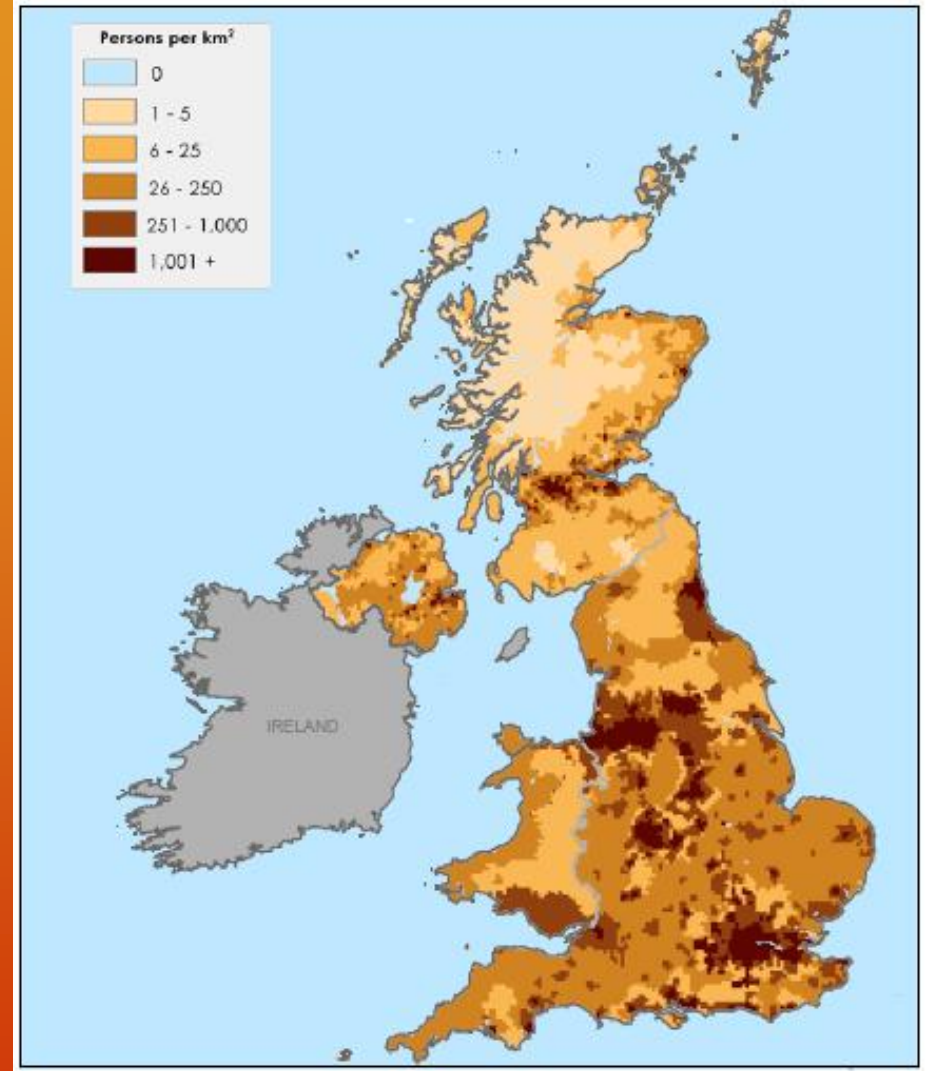 Persons per km²
0
1 - 5
6 - 25
26 - 250
251 - 1,000
1,001 +
IRELAND